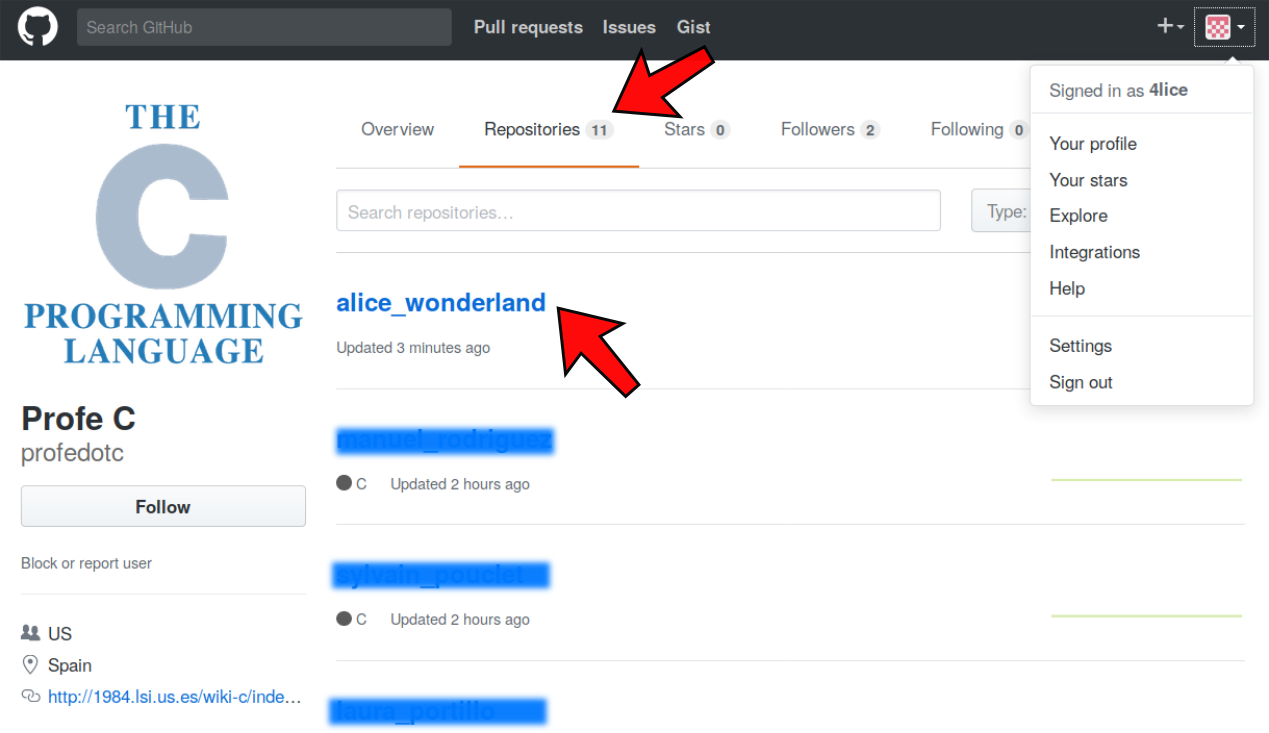 Search GitHub
Pull requests Issues Gist
Signed in as 4lice
Your profile
Your stars
Explore
Integrations
Help
Settings
Sign out
THE
C
PROGRAMMING
LANGUAGE
Profe C
profedotc
Follow
Block or report user
US
Spain
http://1984.lsi.us.es/wiki-c/inde…
Overview Repositories 11 Stars 0 Followers 2 Following 0
Search repositories… Type:
alice_wonderland
Updated 3 minutes ago
C Updated 2 hours ago
C Updated 2 hours ago